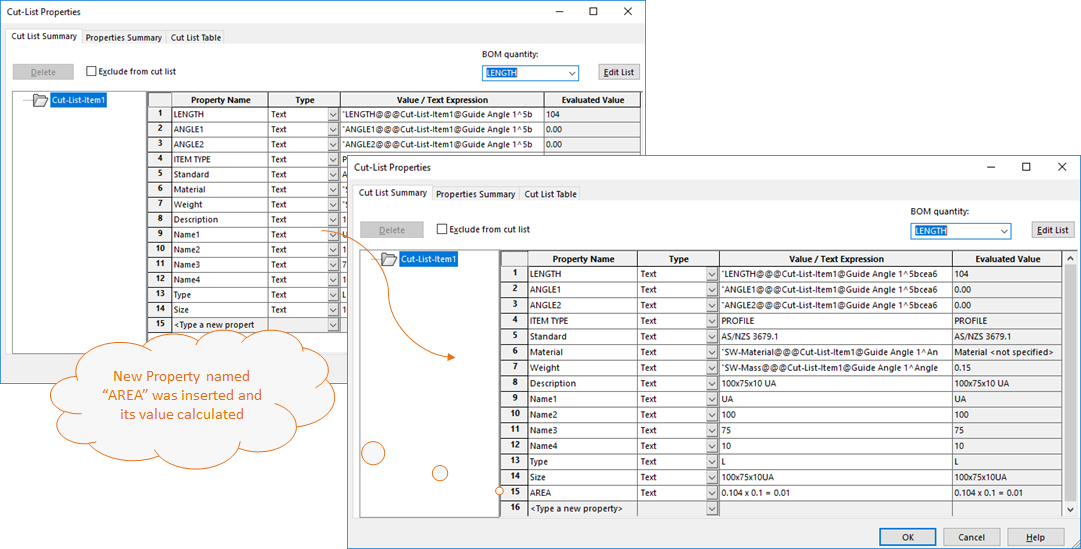 Cut-List Properties
Cut List Summary Properties Summary Cut List Table
BOM quantity:
Delete Exclude from cut list LENGTH Edit List
Cut-List-Item1
Property Name Type Value / Text Expression Evaluated Value
1 LENGTH Text "LENGTH@@@Cut-List-Item1@Guide Angle 1^5b 104
2 ANGLE1 Text "ANGLE1@@@Cut-List-Item1@Guide Angle 1^5b 0.00
3 ANGLE2 Text "ANGLE2@@@Cut-List-Item1@Guide Angle 1^5b 0.00
4 ITEM TYPE Text P
5 Standard Text A
6 Material Text "S
7 Weight Text "S
8 Description Text 1
9 Name1 Text U
10 Name2 Text 1
11 Name3 Text 7
12 Name4 Text 1
13 Type Text L
14 Size Text 1
15 <Type a new propert
New Property named
“AREA” was inserted and
its value calculated
Cut-List Properties
Cut List Summary Properties Summary Cut List Table
BOM quantity:
Delete Exclude from cut list LENGTH Edit List
Cut-List-Item1
Property Name Type Value / Text Expression Evaluated Value
1 LENGTH Text "LENGTH@@@Cut-List-Item1@Guide Angle 1^5bcea6 104
2 ANGLE1 Text "ANGLE1@@@Cut-List-Item1@Guide Angle 1^5bcea6 0.00
3 ANGLE2 Text "ANGLE2@@@Cut-List-Item1@Guide Angle 1^5bcea6 0.00
4 ITEM TYPE Text PROFILE PROFILE
5 Standard Text AS/NZS 3679.1 AS/NZS 3679.1
6 Material Text "SW-Material@@@Cut-List-Item1@Guide Angle 1^An Material <not specified>
7 Weight Text "SW-Mass@@@Cut-List-Item1@Guide Angle 1^Angle 0.15
8 Description Text 100x75x10 UA 100x75x10 UA
9 Name1 Text UA UA
10 Name2 Text 100 100
11 Name3 Text 75 75
12 Name4 Text 10 10
13 Type Text L L
14 Size Text 100x75x10UA 100x75x10UA
15 AREA Text 0.104 x 0.1 = 0.01 0.104 x 0.1 = 0.01
16 <Type a new property>
OK Cancel Help